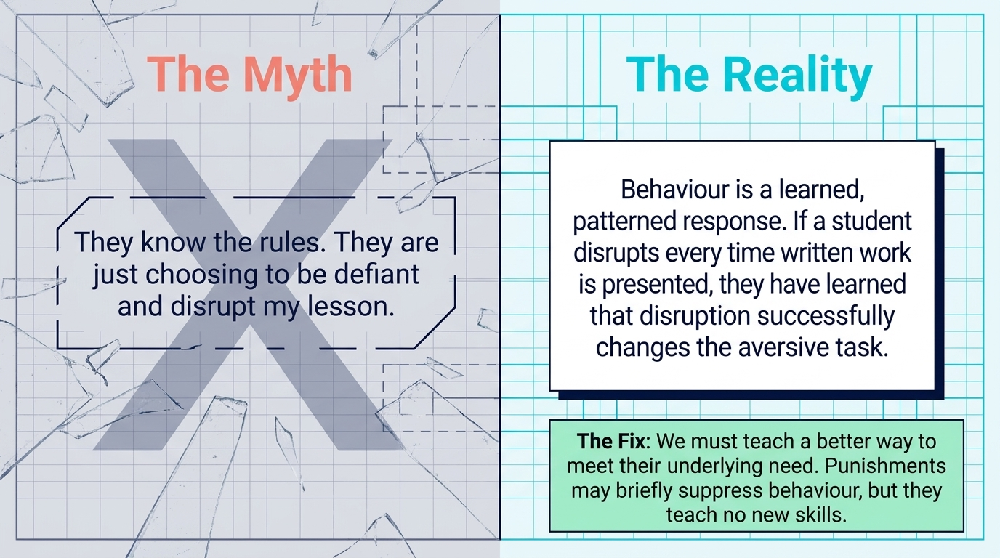 The Myth
They know the rules. They are
just choosing to be defiant
and disrupt my lesson.
The Reality
Behaviour is a learned,
patterned response. If a student
disrupts every time written work
is presented, they have learned
that disruption successfully
changes the aversive task.
The Fix: We must teach a better way to
meet their underlying need. Punishments
may briefly suppress behaviour, but they
teach no new skills.